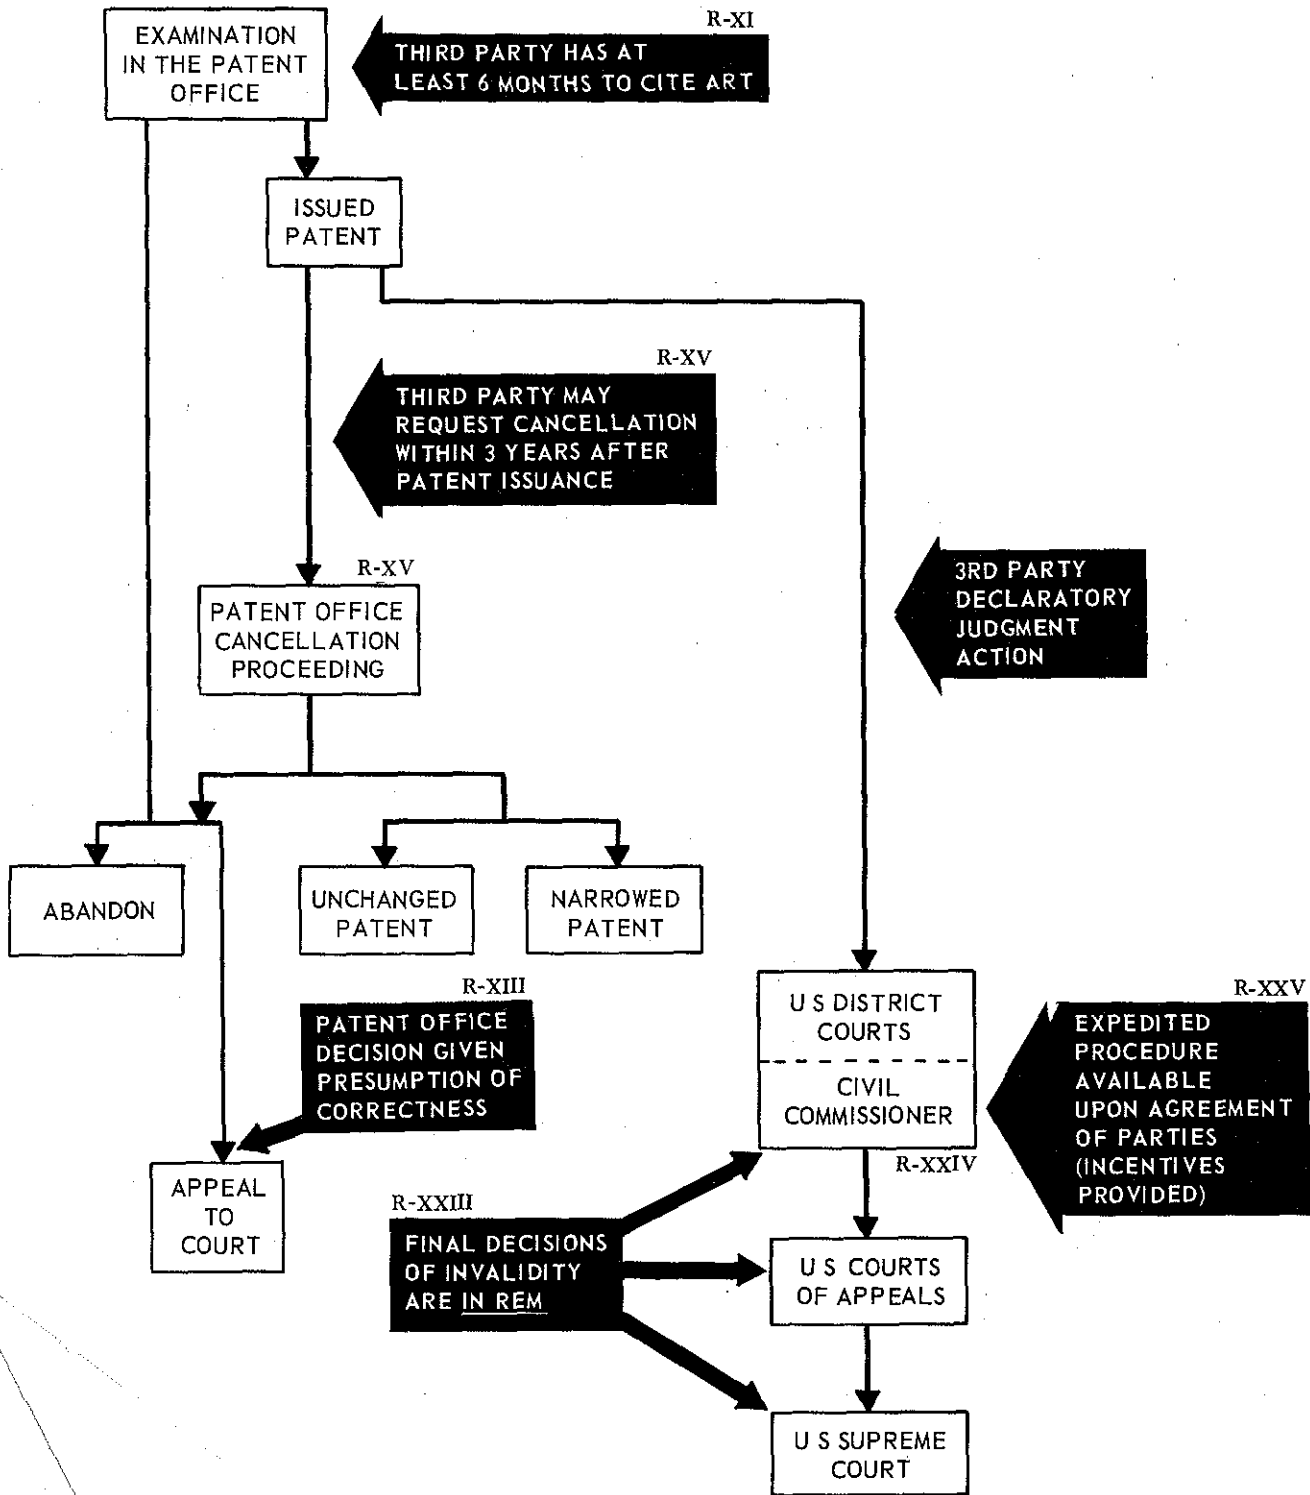 R-XI
EXAMINATION
IN THE PATENT
OFFICE
THIRD PARTY HAS AT
LEAST 6 MONTHS TO CITE ART
ISSUED
PATENT
R-XV
THIRD PARTY MAY
REQUEST CANCELLATION
WITHIN 3 YEARS AFTER
PATENT ISSUANCE
R-XV
PATENT OFFICE
CANCELLATION
PROCEEDING
3RD PARTY
DECLARATORY
JUDGMENT
ACTION
ABANDON
UNCHANGED
PATENT
NARROWED
PATENT
R-XIII
PATENT OFFICE
DECISION GIVEN
PRESUMPTION OF
CORRECTNESS
APPEAL
TO
COURT
U S DISTRICT
COURTS
CIVIL
COMMISSIONER
R-XXIV
R-XXV
EXPEDITED
PROCEDURE
AVAILABLE
UPON AGREEMENT
OF PARTIES
(INCENTIVES
PROVIDED)
R-XXIII
FINAL DECISIONS
OF INVALIDITY
ARE IN REM
U S COURTS
OF APPEALS
U S SUPREME
COURT